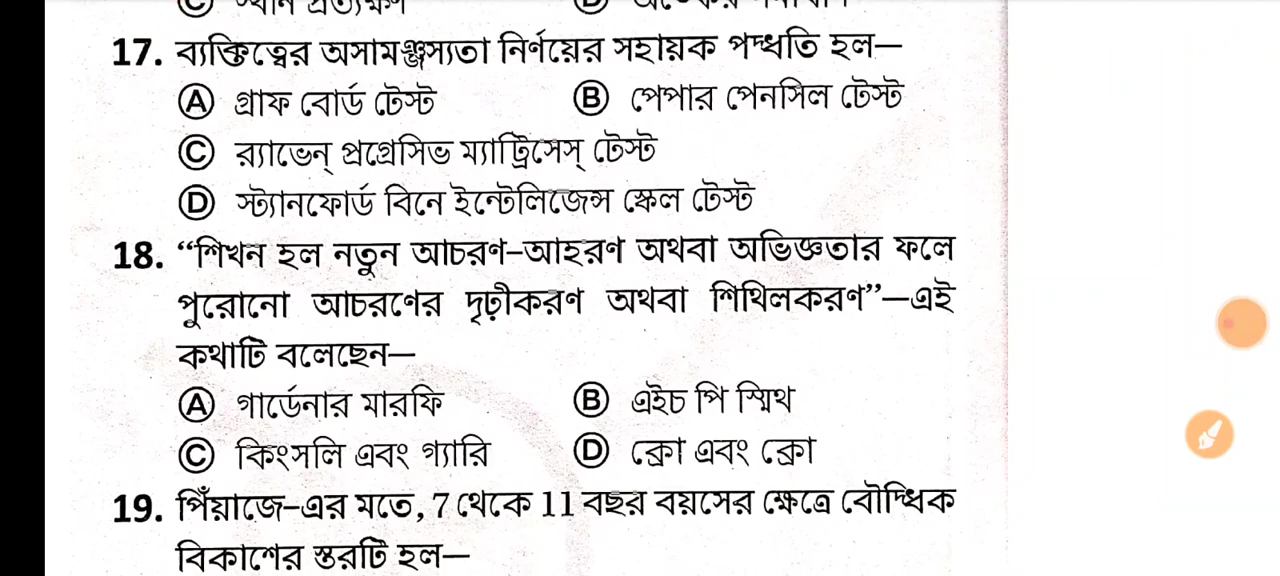 17. ব্যক্তিত্বের অসামঞ্জস্যতা নির্ণয়ের সহায়ক পদ্ধতি হল—
Ⓐ গ্রাফ বোর্ড টেস্ট Ⓑ পেপার পেনসিল টেস্ট
Ⓒ র‍্যাভেন্ প্রগ্রেসিভ ম্যাট্রিসেস্ টেস্ট
Ⓓ স্ট্যানফোর্ড বিনে ইন্টেলিজেন্স স্কেল টেস্ট
18. “শিখন হল নতুন আচরণ-আহরণ অথবা অভিজ্ঞতার ফলে
পুরোনো আচরণের দৃঢ়ীকরণ অথবা শিথিলকরণ”—এই
কথাটি বলেছেন—
Ⓐ গার্ডেনার মারফি Ⓑ এইচ পি স্মিথ
Ⓒ কিংসলি এবং গ্যারি Ⓓ ক্রো এবং ক্রো
19. পিঁয়াজে-এর মতে, 7 থেকে 11 বছর বয়সের ক্ষেত্রে বৌদ্ধিক
বিকাশের স্তরটি হল—